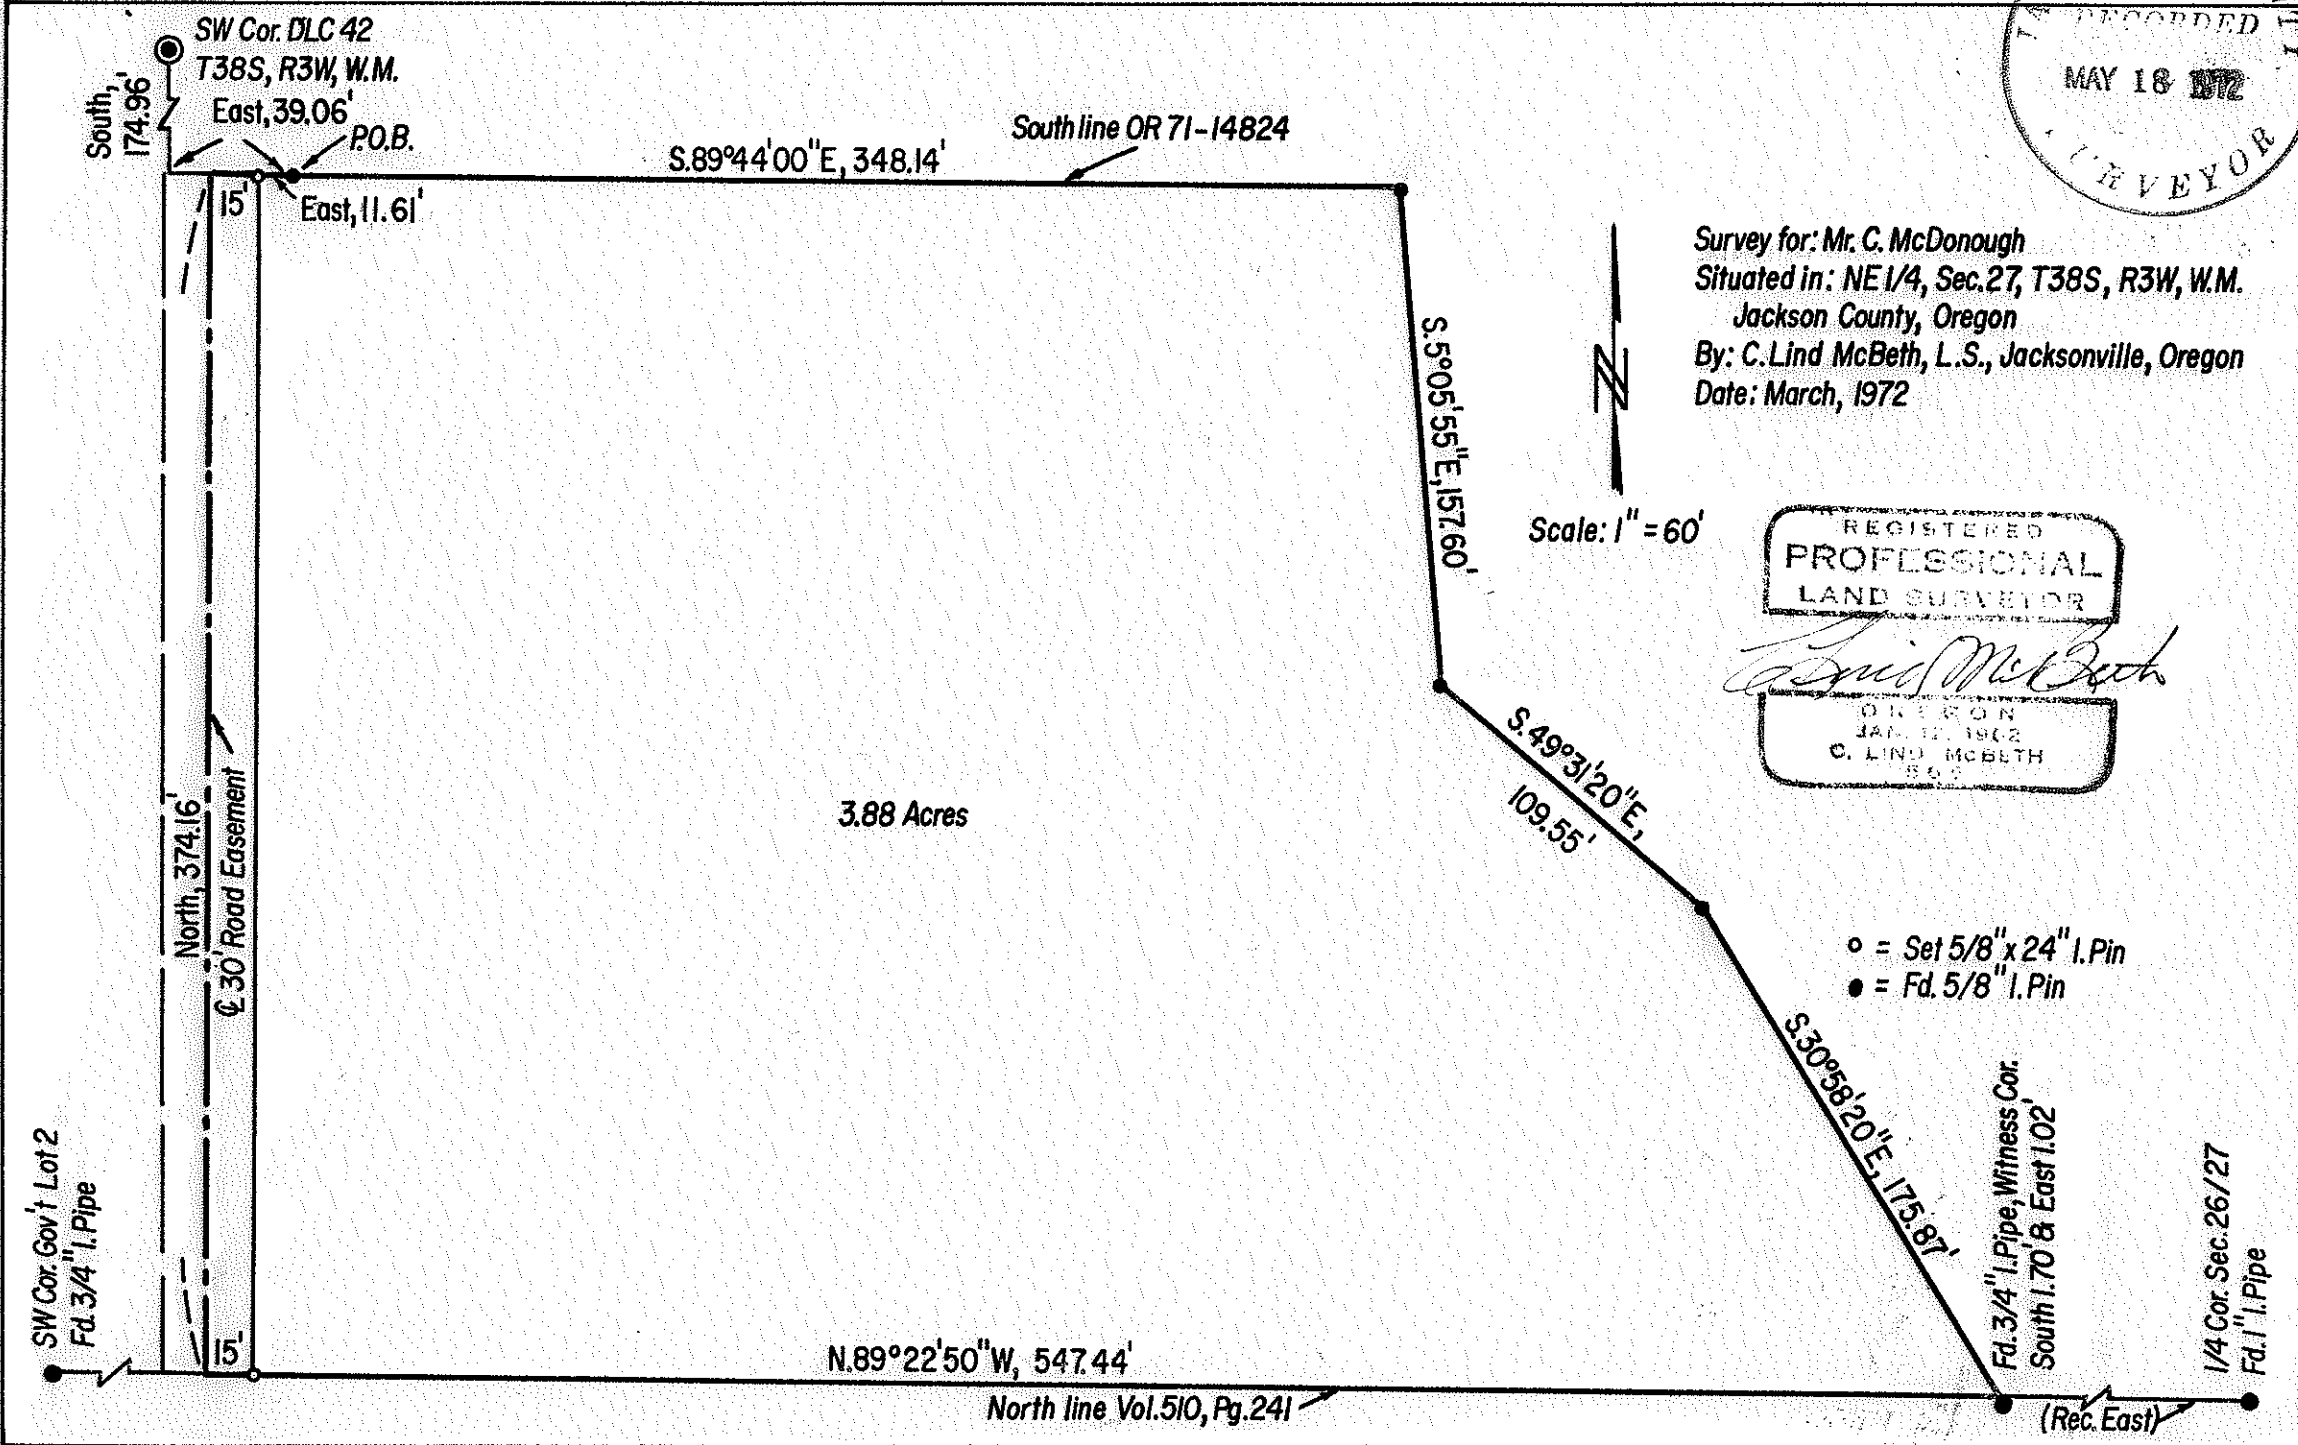 SW Cor. DLC 42
T38S, R3W, W.M.
South, 174.96'
East, 39.06'
P.O.B.
S.89°44'00"E, 348.14'
South line OR 71-14824
15'
East, 11.61'
RECORDED
MAY 18 1972
SURVEYOR
Survey for: Mr. C. McDonough
Situated in: NE 1/4, Sec. 27, T38S, R3W, W.M.
Jackson County, Oregon
By: C. Lind McBeth, L.S., Jacksonville, Oregon
Date: March, 1972
N
S.5°05'55"E, 157.60'
Scale: 1" = 60'
REGISTERED
PROFESSIONAL
LAND SURVEYOR
C Lind McBeth
OREGON
C. LIND McBETH
S.49°31'20"E,
109.55'
3.88 Acres
North, 374.16'
℄ 30' Road Easement
o = Set 5/8" x 24" I. Pin
● = Fd. 5/8" I. Pin
S.30°58'20"E, 175.87'
Fd. 3/4" I. Pipe, Witness Cor.
South 1.70' & East 1.02'
1/4 Cor. Sec. 26/27
Fd. 1" I. Pipe
SW Cor. Gov't Lot 2
Fd. 3/4" I. Pipe
15'
N.89°22'50"W, 547.44'
North line Vol. 510, Pg. 241
(Rec. East)